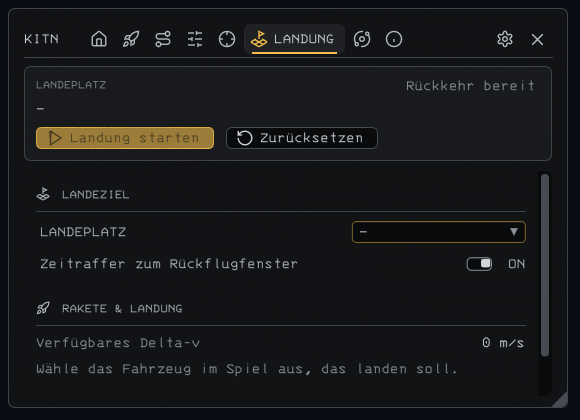 KITN LANDUNG
LANDEPLATZ Rückkehr bereit
–
Landung starten Zurücksetzen
LANDEZIEL
LANDEPLATZ –
Zeitraffer zum Rückflugfenster ON
RAKETE & LANDUNG
Verfügbares Delta-v 0 m/s
Wähle das Fahrzeug im Spiel aus, das landen soll.